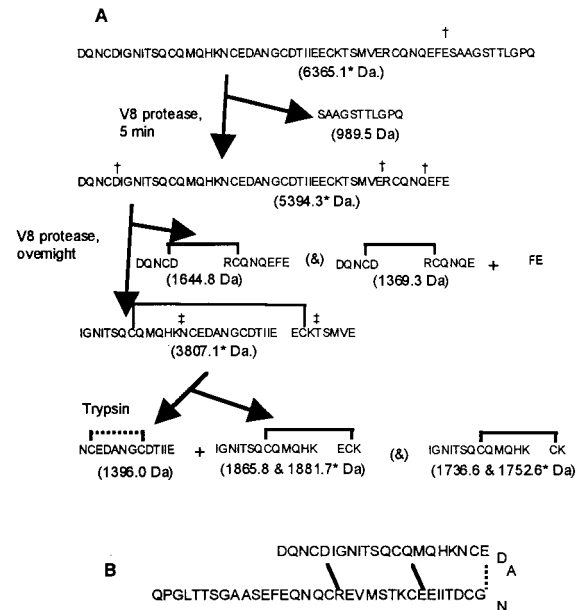 A
†
DQNCDIGNITSQCQMQHKNCEDANGCDTIIEECKTSMVERCQNQEFESAAGSTTLGPQ
(6365.1* Da.)
V8 protease,
5 min
SAAGSTTLGPQ
(989.5 Da)
† † †
DQNCDIGNITSQCQMQHKNCEDANGCDTIIEECKTSMVERCQNQEFE
(5394.3* Da.)
V8 protease,
overnight
DQNCD RCQNQEFE (&) DQNCD RCQNQE + FE
(1644.8 Da) (1369.3 Da)
‡ ‡
IGNITSQCQMQHKNCEDANGCDTIIE ECKTSMVE
(3807.1* Da.)
Trypsin
NCEDANGCDTIIE + IGNITSQCQMQHK ECK (&) IGNITSQCQMQHK CK
(1396.0 Da) (1865.8 & 1881.7* Da) (1736.6 & 1752.6* Da)
B
DQNCDIGNITSQCQMQHKNCE D
A
QPGLTTSGAASEFEQNQCREVMSTKCEEIITDCG N